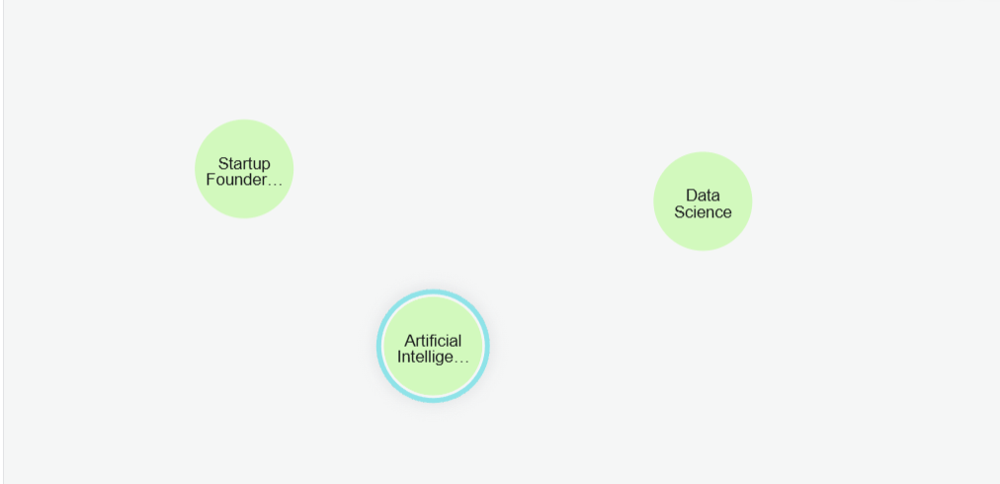 Startup
Founder…
Data
Science
Artificial
Intellige…